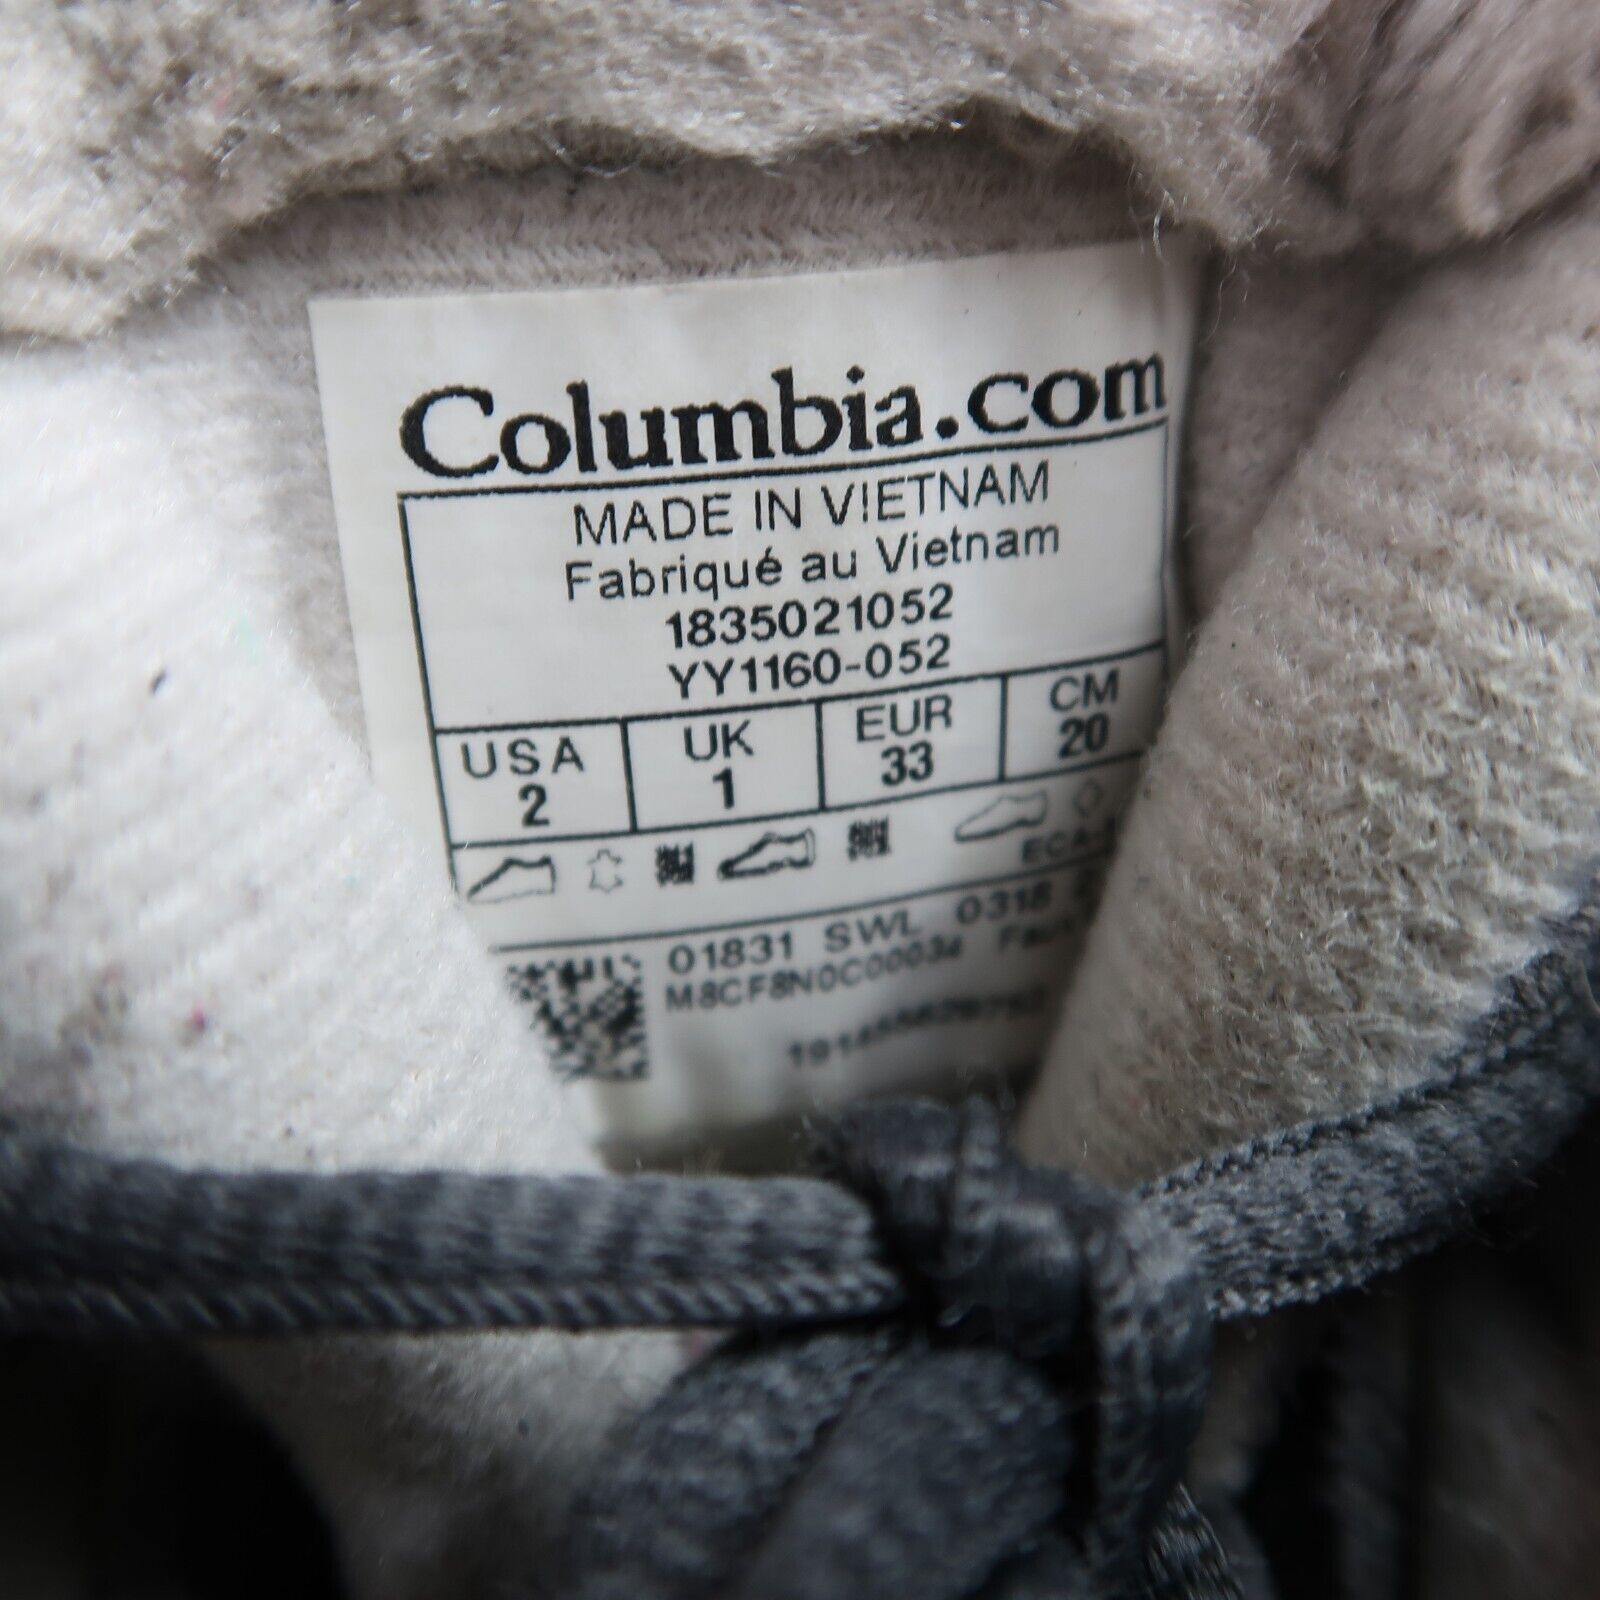 Columbia.com
MADE IN VIETNAM
Fabriqué au Vietnam
1835021052
YY1160-052
USA UK EUR CM
2 1 33 20
01831 SWL 0318